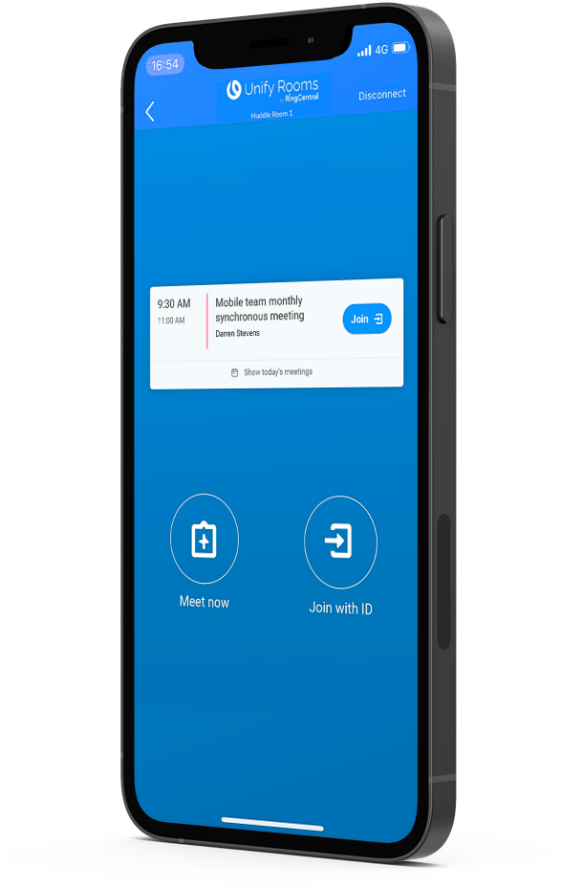 16:54
4G
Unify Rooms
by RingCentral
Disconnect
Huddle Room 1
9:30 AM
11:00 AM
Mobile team monthly
synchronous meeting
Darren Stevens
Join
Show today's meetings
Meet now
Join with ID